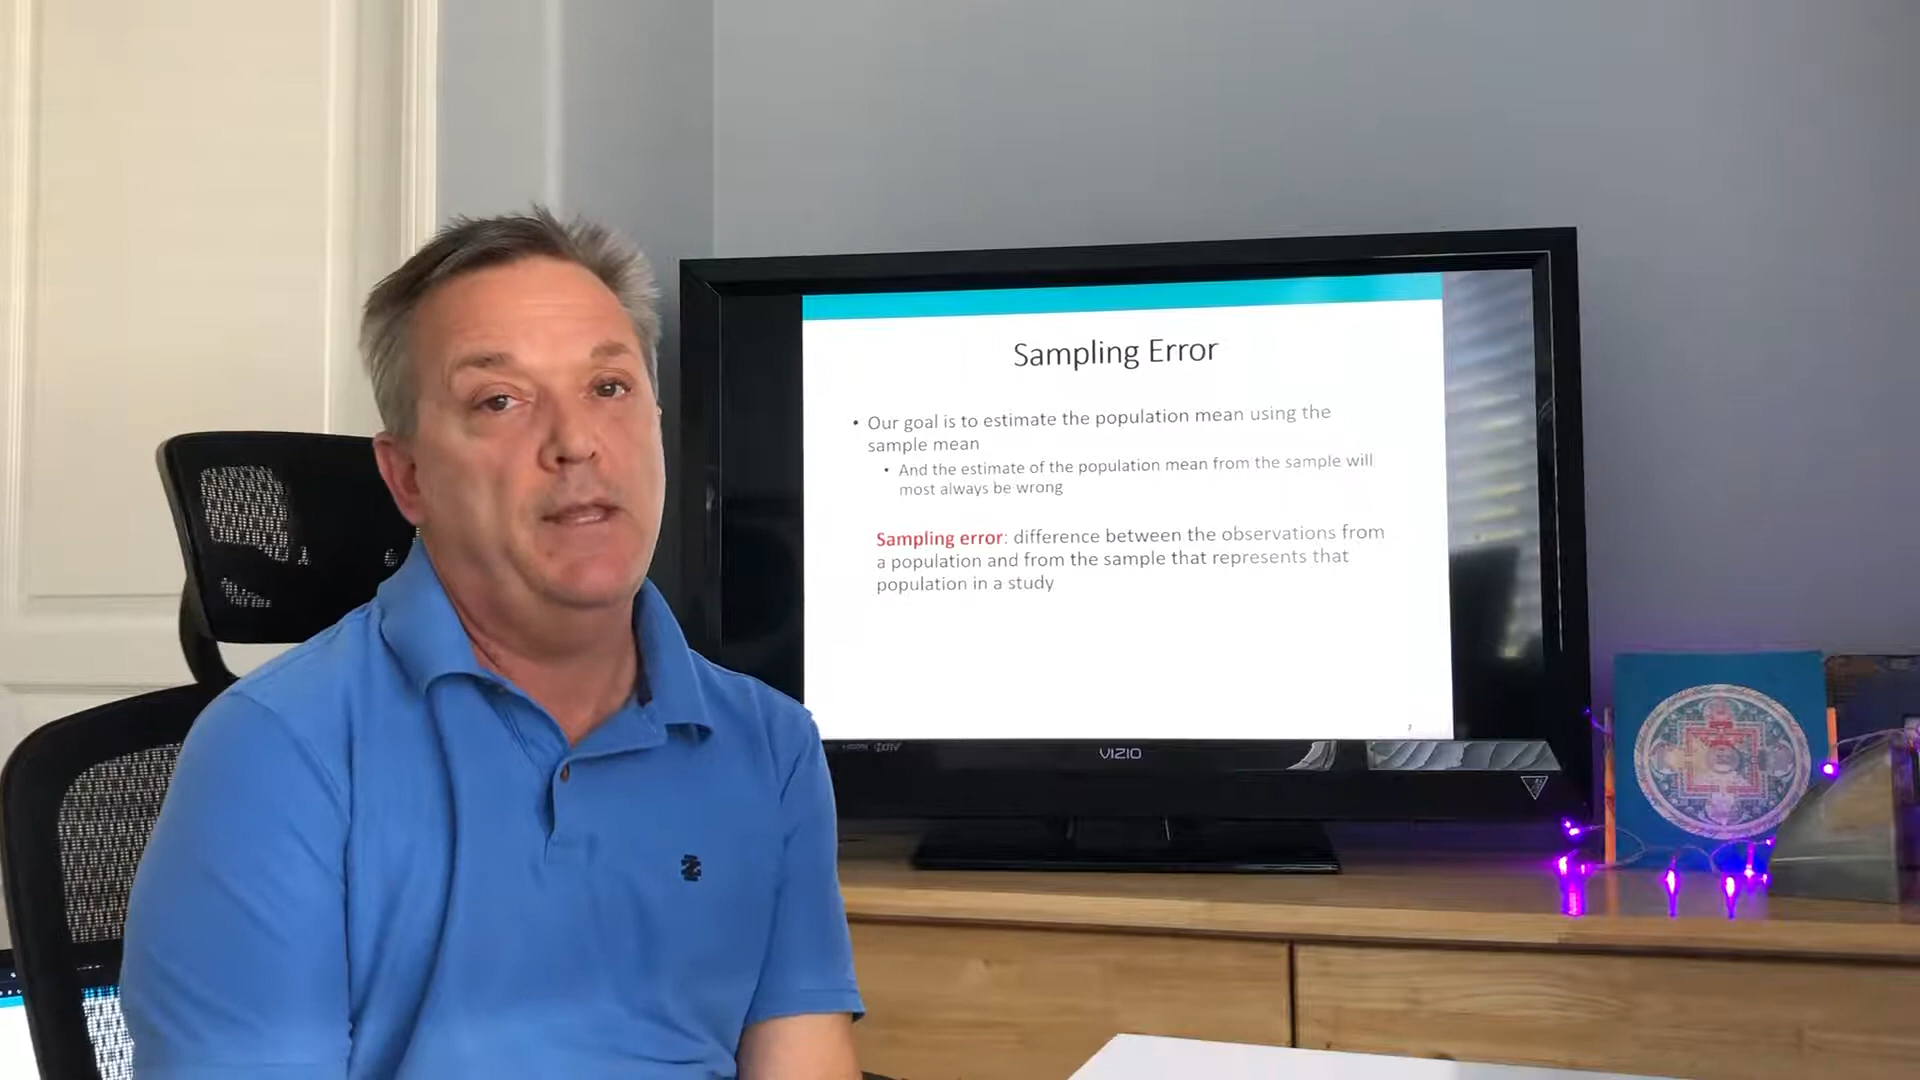 Sampling Error
• Our goal is to estimate the population mean using the
sample mean
• And the estimate of the population mean from the sample will
most always be wrong
Sampling error: difference between the observations from
a population and from the sample that represents that
population in a study
VIZIO